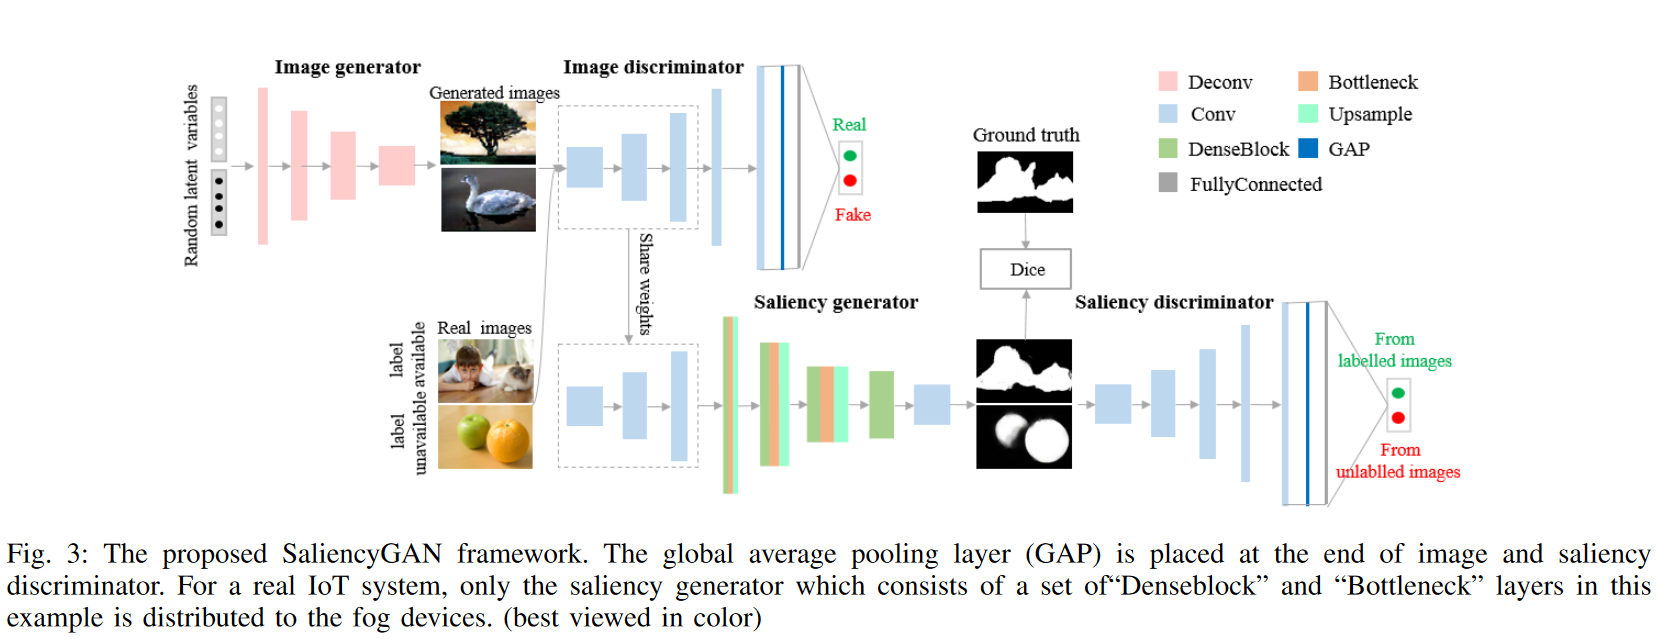 Image generator
Image discriminator
Generated images
Random latent variables
Real
Fake
Deconv
Bottleneck
Conv
Upsample
DenseBlock
GAP
FullyConnected
Ground truth
Dice
Share weights
Saliency generator
Saliency discriminator
Real images
label
available
label
unavailable
From
labelled images
From
unlablled images
Fig. 3: The proposed SaliencyGAN framework. The global average pooling layer (GAP) is placed at the end of image and saliency
discriminator. For a real IoT system, only the saliency generator which consists of a set of“Denseblock” and “Bottleneck” layers in this
example is distributed to the fog devices. (best viewed in color)